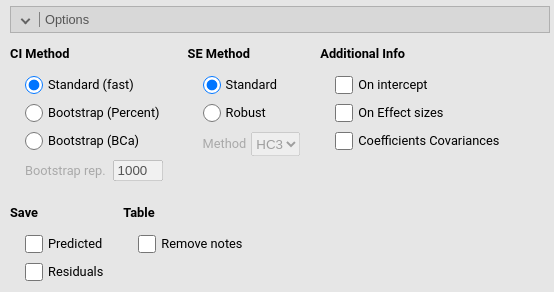 Options
CI Method
SE Method
Additional Info
Standard (fast)
Standard
On intercept
Bootstrap (Percent)
Robust
On Effect sizes
Bootstrap (BCa)
Method HC3
Coefficients Covariances
Bootstrap rep. 1000
Save
Table
Predicted
Remove notes
Residuals